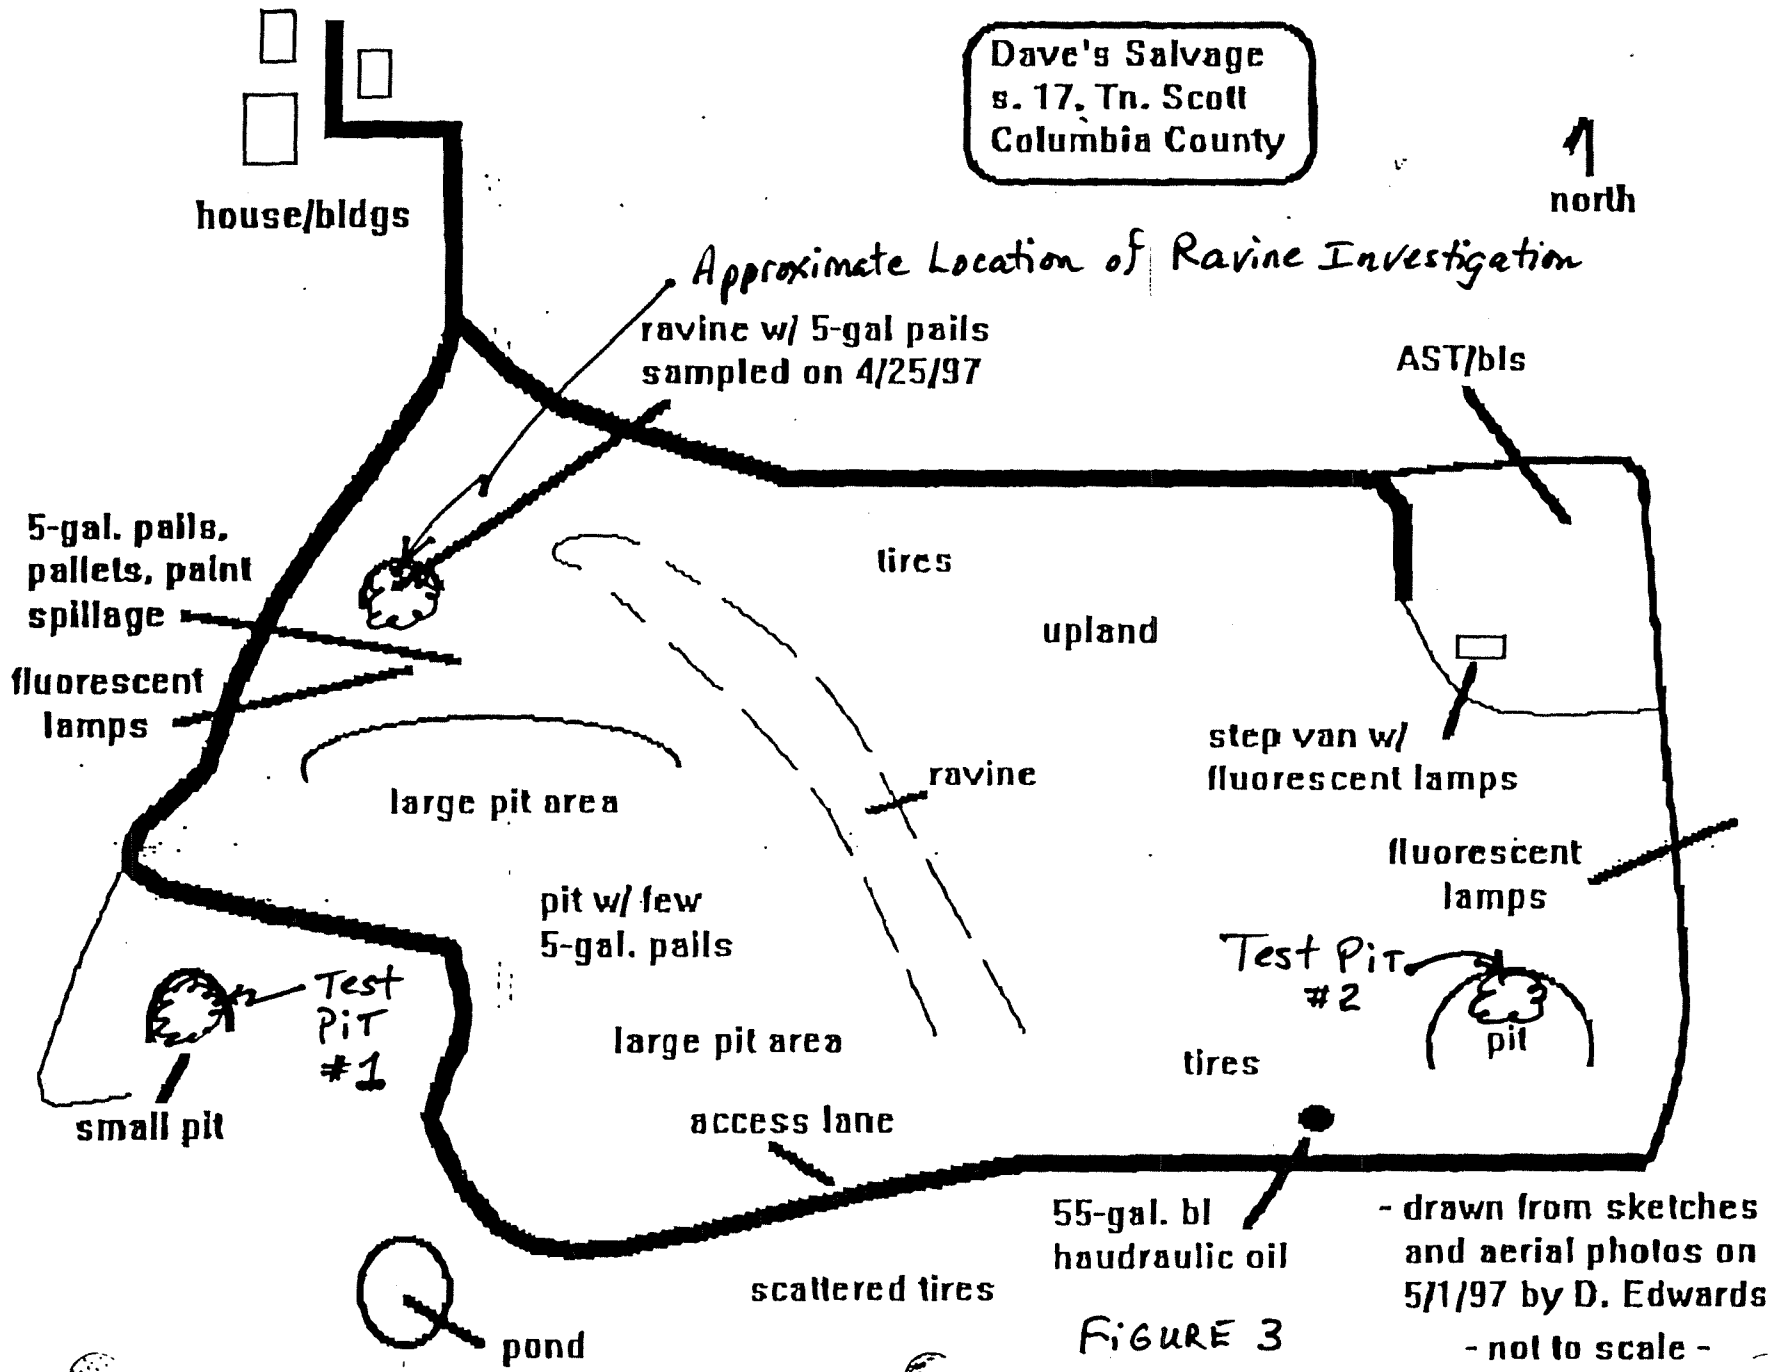 Dave's Salvage
s. 17, Tn. Scott
Columbia County
north
house/bldgs
Approximate Location of Ravine Investigation
ravine w/ 5-gal pails
sampled on 4/25/97
AST/bls
5-gal. pails,
pallets, paint
spillage
tires
upland
fluorescent
lamps
step van w/
fluorescent lamps
ravine
large pit area
fluorescent
lamps
pit w/ few
5-gal. pails
Test Pit
#2
Test
Pit
#1
pit
large pit area
tires
small pit
access lane
55-gal. bl
haudraulic oil
- drawn from sketches
and aerial photos on
5/1/97 by D. Edwards
- not to scale -
scattered tires
pond
FIGURE 3